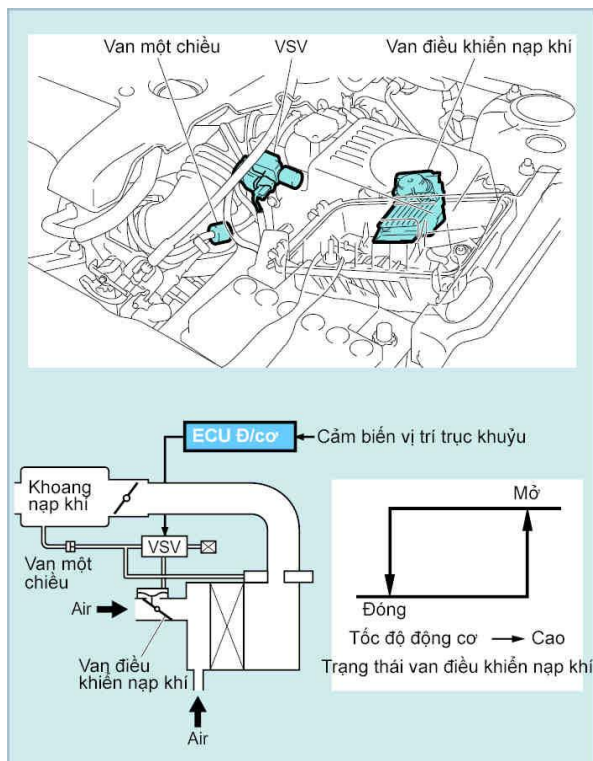 Van một chiều
VSV
Van điều khiển nạp khí
ECU Đ/cơ
Cảm biến vị trí trục khuỷu
Khoang
nạp khí
VSV
Van một
chiều
Air
Van điều
khiển nạp khí
Air
Mở
Đóng
Tốc độ động cơ
Cao
Trạng thái van điều khiển nạp khí